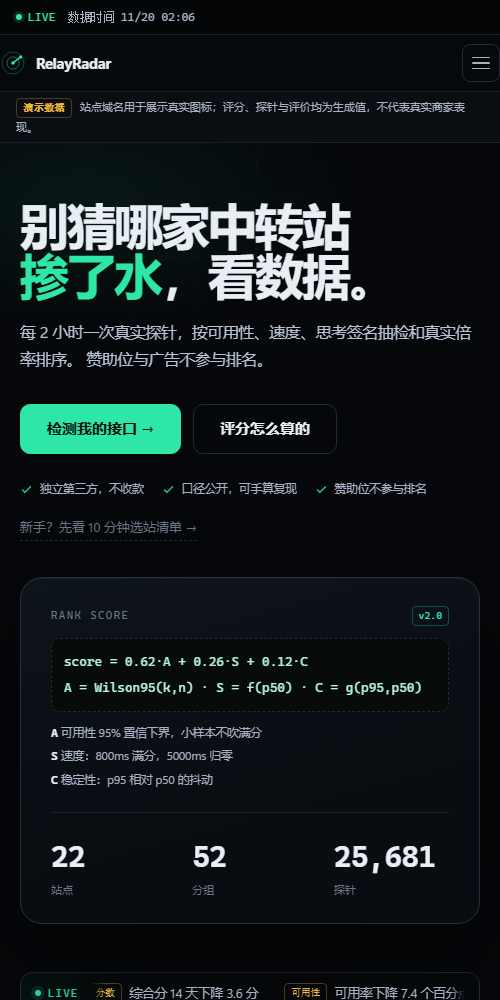 LIVE 数据时间 11/20 02:06
RelayRadar
演示数据 站点域名用于展示真实图标；评分、探针与评价均为生成值，不代表真实商家表
现。
别猜哪家中转站
掺了水，看数据。
每 2 小时一次真实探针，按可用性、速度、思考签名抽检和真实倍
率排序。 赞助位与广告不参与排名。
检测我的接口 → 评分怎么算的
✓ 独立第三方，不收款 ✓ 口径公开，可手算复现 ✓ 赞助位不参与排名
新手？先看 10 分钟选站清单 →
RANK SCORE v2.0
score = 0.62·A + 0.26·S + 0.12·C
A = Wilson95(k,n) · S = f(p50) · C = g(p95,p50)
A 可用性 95% 置信下界，小样本不吹满分
S 速度：800ms 满分，5000ms 归零
C 稳定性：p95 相对 p50 的抖动
22 52 25,681
站点 分组 探针
LIVE 分数 综合分 14 天下降 3.6 分 可用性 可用率下降 7.4 个百分